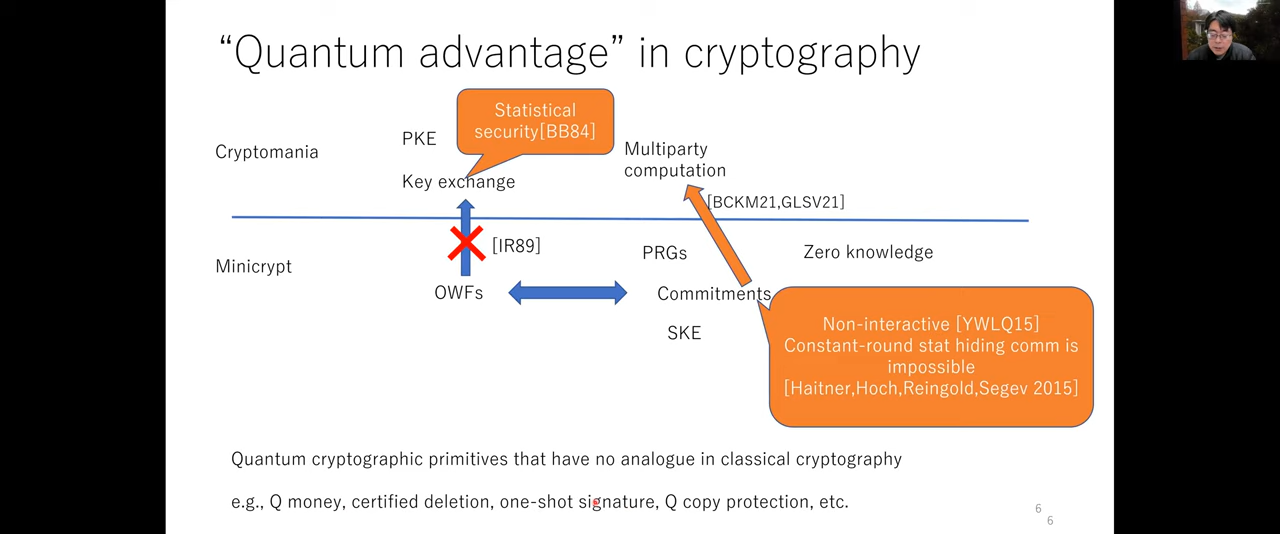 “Quantum advantage” in cryptography
Statistical
security[BB84]
PKE
Cryptomania
Multiparty
computation
Key exchange
[BCKM21,GLSV21]
[IR89]
PRGs
Zero knowledge
Minicrypt
OWFs
Commitments
SKE
Non-interactive [YWLQ15]
Constant-round stat hiding comm is
impossible
[Haitner,Hoch,Reingold,Segev 2015]
Quantum cryptographic primitives that have no analogue in classical cryptography
e.g., Q money, certified deletion, one-shot signature, Q copy protection, etc.
6
6